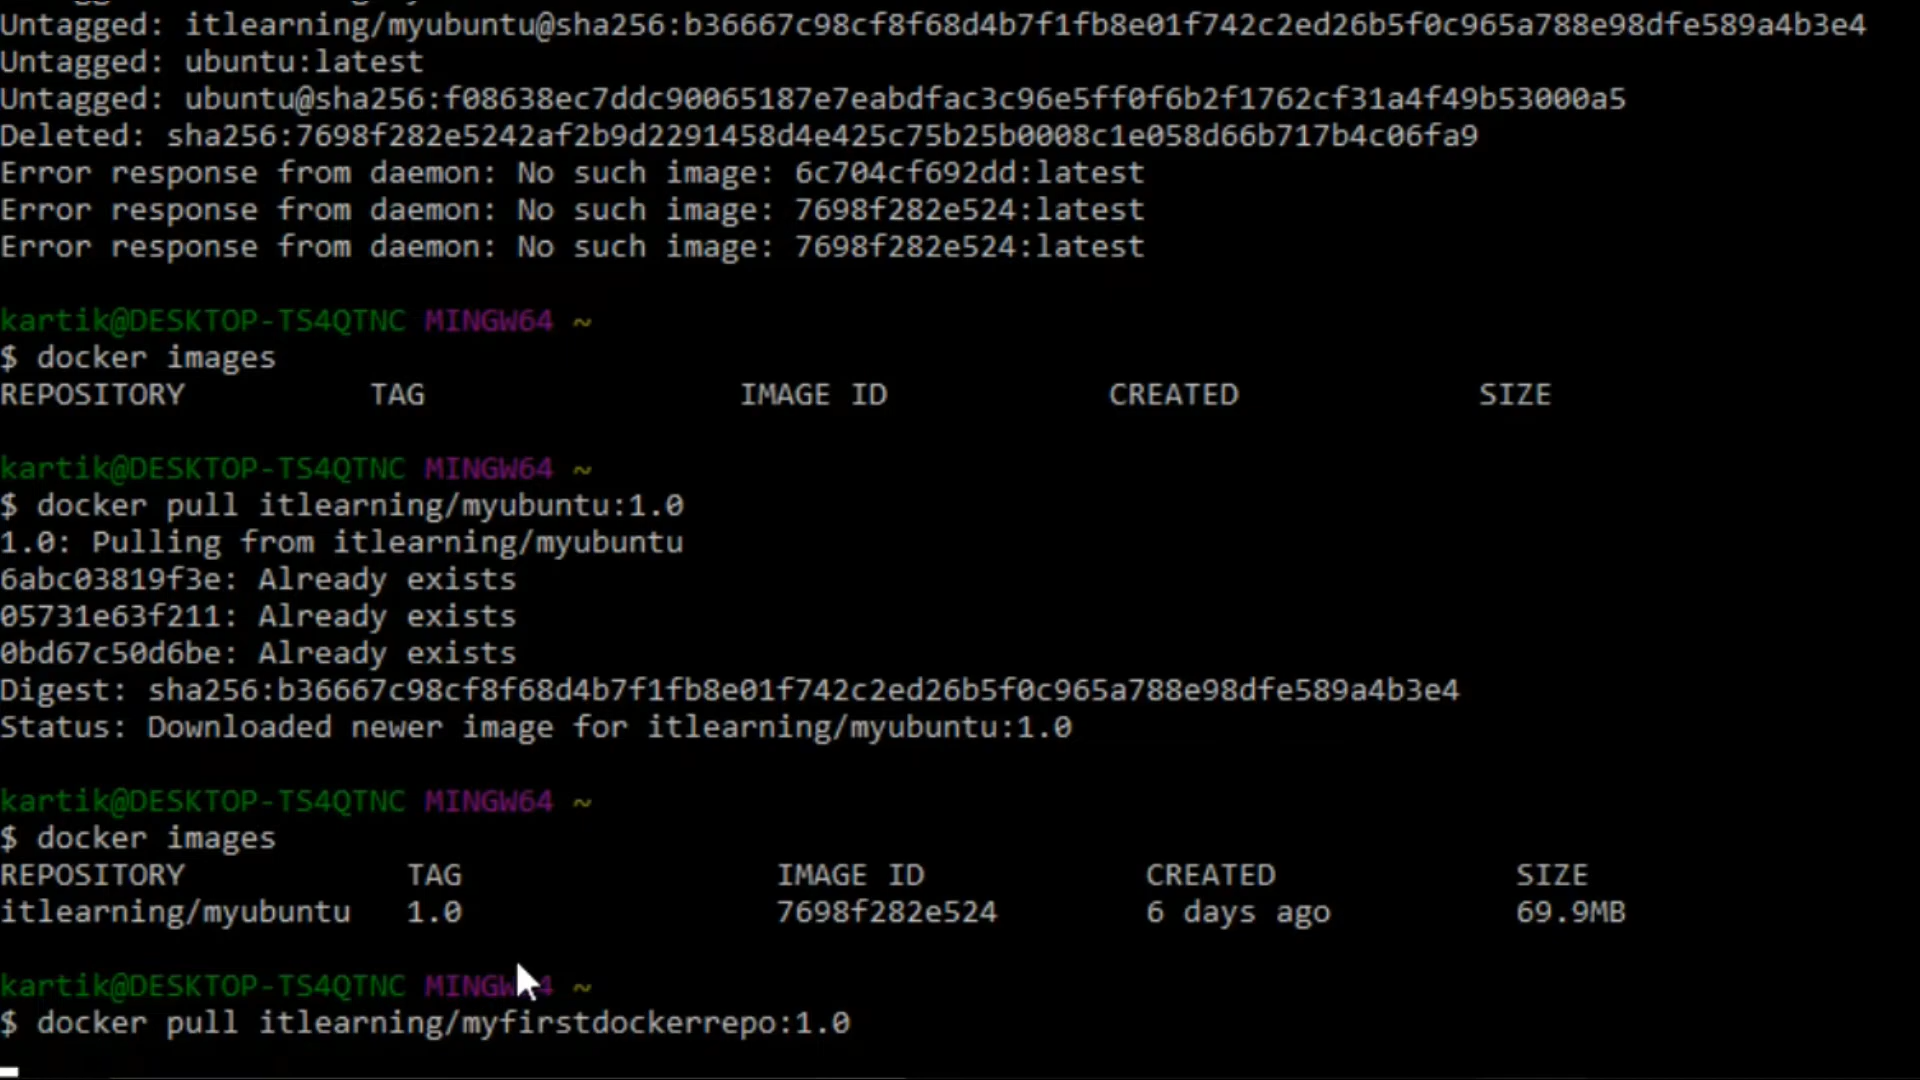 Untagged: itlearning/myubuntu@sha256:b36667c98cf8f68d4b7f1fb8e01f742c2ed26b5f0c965a788e98dfe589a4b3e4
Untagged: ubuntu:latest
Untagged: ubuntu@sha256:f08638ec7ddc90065187e7eabdfac3c96e5ff0f6b2f1762cf31a4f49b53000a5
Deleted: sha256:7698f282e5242af2b9d2291458d4e425c75b25b0008c1e058d66b717b4c06fa9
Error response from daemon: No such image: 6c704cf692dd:latest
Error response from daemon: No such image: 7698f282e524:latest
Error response from daemon: No such image: 7698f282e524:latest
kartik@DESKTOP-TS4QTNC MINGW64 ~
$ docker images
REPOSITORY TAG IMAGE ID CREATED SIZE
kartik@DESKTOP-TS4QTNC MINGW64 ~
$ docker pull itlearning/myubuntu:1.0
1.0: Pulling from itlearning/myubuntu
6abc03819f3e: Already exists
05731e63f211: Already exists
0bd67c50d6be: Already exists
Digest: sha256:b36667c98cf8f68d4b7f1fb8e01f742c2ed26b5f0c965a788e98dfe589a4b3e4
Status: Downloaded newer image for itlearning/myubuntu:1.0
kartik@DESKTOP-TS4QTNC MINGW64 ~
$ docker images
REPOSITORY TAG IMAGE ID CREATED SIZE
itlearning/myubuntu 1.0 7698f282e524 6 days ago 69.9MB
kartik@DESKTOP-TS4QTNC MINGW64 ~
$ docker pull itlearning/myfirstdockerrepo:1.0